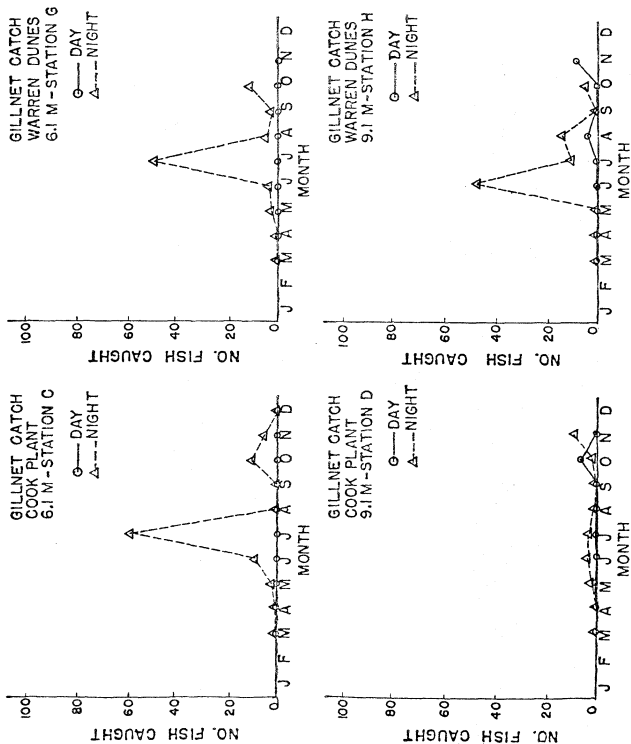 GILLNET CATCH
COOK PLANT
6.1 M-STATION C
DAY
NIGHT
NO. FISH CAUGHT
100
80
60
40
20
0
J F M A M J J A S O N D
MONTH
GILLNET CATCH
WARREN DUNES
6.1 M-STATION G
DAY
NIGHT
NO. FISH CAUGHT
100
80
60
40
20
0
J F M A M J J A S O N D
MONTH
GILLNET CATCH
COOK PLANT
9.1 M-STATION D
DAY
NIGHT
NO. FISH CAUGHT
100
80
60
40
20
0
J F M A M J J A S O N D
MONTH
GILLNET CATCH
WARREN DUNES
9.1 M-STATION H
DAY
NIGHT
NO. FISH CAUGHT
100
80
60
40
20
0
J F M A M J J A S O N D
MONTH